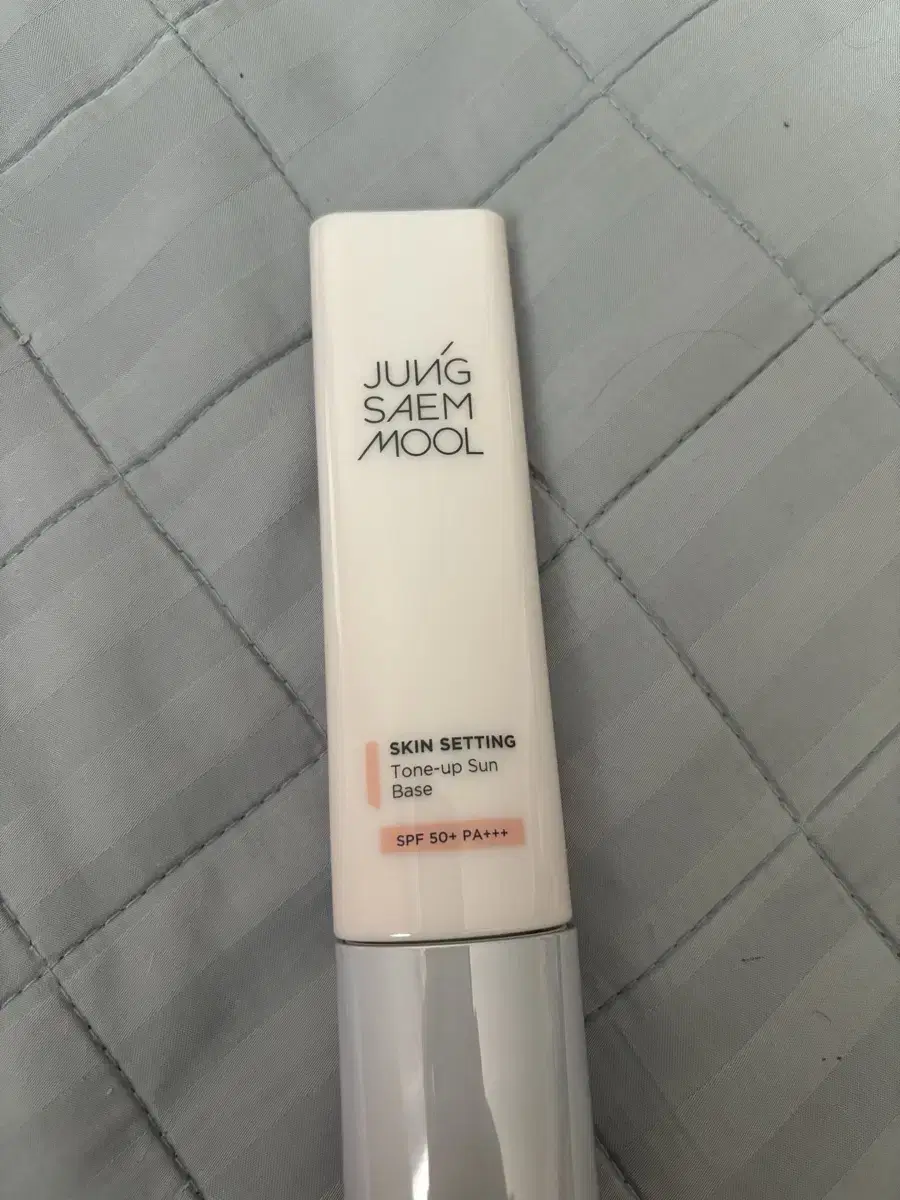 JUNG
SAEM
MOOL
SKIN SETTING
Tone-up Sun
Base
SPF 50+ PA+++